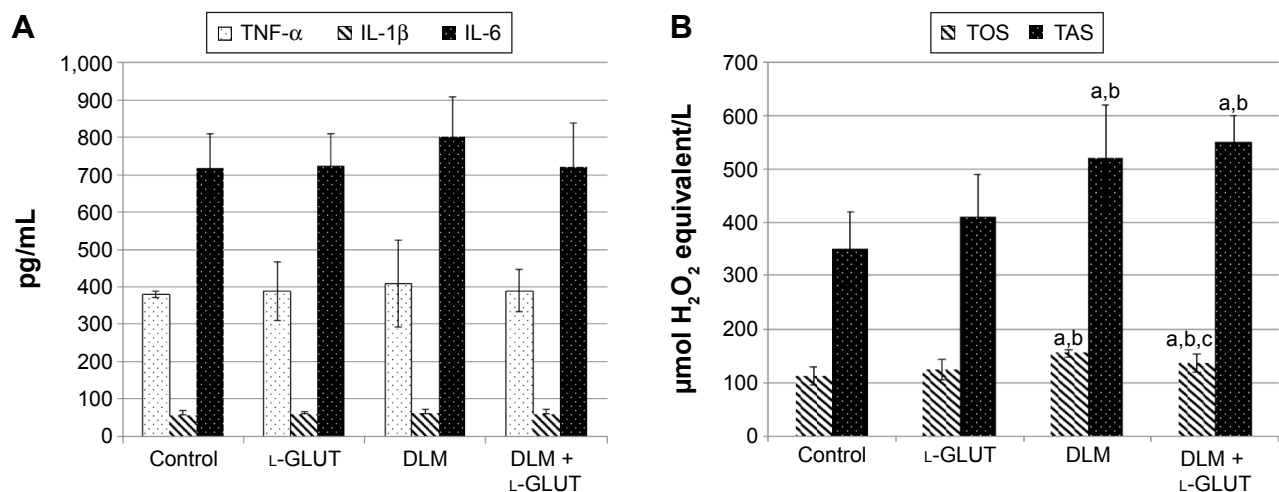 A
TNF-α IL-1β IL-6
pg/mL
1,000
900
800
700
600
500
400
300
200
100
0
Control L-GLUT DLM DLM +
L-GLUT
B
TOS TAS
µmol H₂O₂ equivalent/L
700
600
500
400
300
200
100
0
a,b a,b
a,b a,b,c
Control L-GLUT DLM DLM +
L-GLUT